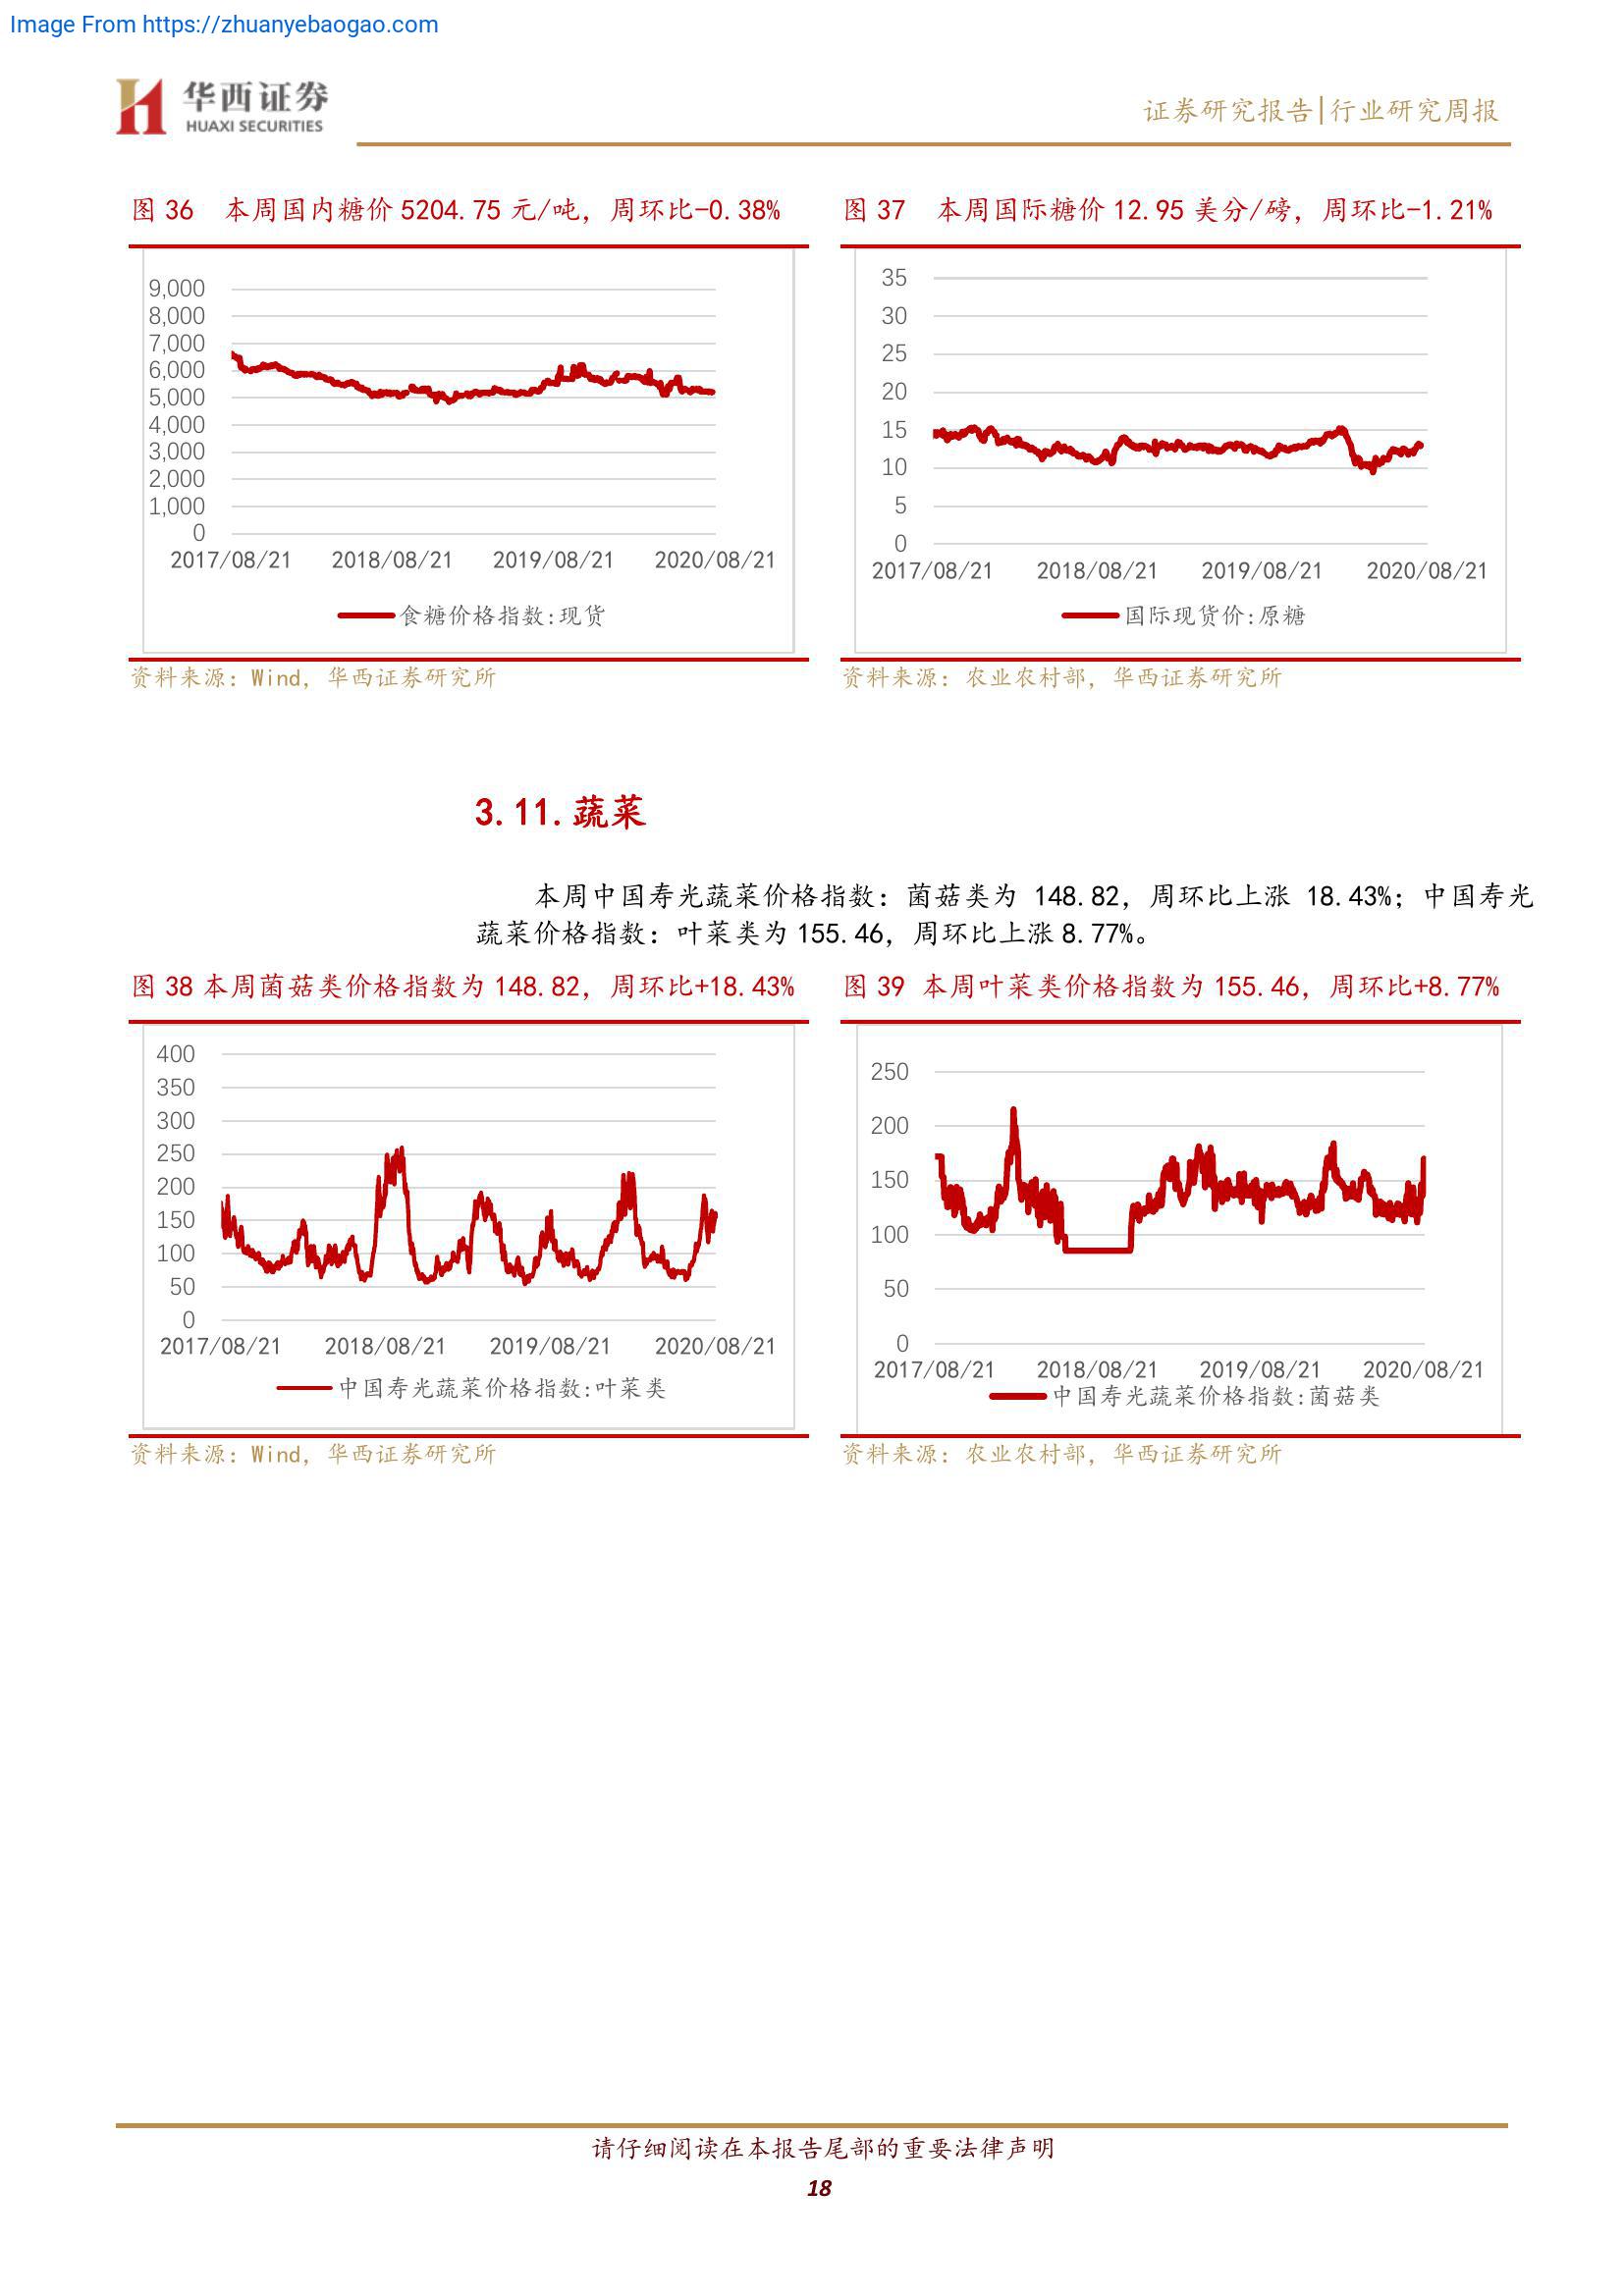 Image From https://zhuanyebaogao.com
华西证券
HUAXI SECURITIES
证券研究报告|行业研究周报
图 36 本周国内糖价 5204.75 元/吨，周环比-0.38%
9,000
8,000
7,000
6,000
5,000
4,000
3,000
2,000
1,000
0
2017/08/21 2018/08/21 2019/08/21 2020/08/21
食糖价格指数:现货
资料来源：Wind，华西证券研究所
图 37 本周国际糖价 12.95 美分/磅，周环比-1.21%
35
30
25
20
15
10
5
0
2017/08/21 2018/08/21 2019/08/21 2020/08/21
国际现货价:原糖
资料来源：农业农村部，华西证券研究所
3.11.蔬菜
本周中国寿光蔬菜价格指数：菌菇类为 148.82，周环比上涨 18.43%；中国寿光
蔬菜价格指数：叶菜类为 155.46，周环比上涨 8.77%。
图 38 本周菌菇类价格指数为 148.82，周环比+18.43%
400
350
300
250
200
150
100
50
0
2017/08/21 2018/08/21 2019/08/21 2020/08/21
中国寿光蔬菜价格指数:叶菜类
资料来源：Wind，华西证券研究所
图 39 本周叶菜类价格指数为 155.46，周环比+8.77%
250
200
150
100
50
0
2017/08/21 2018/08/21 2019/08/21 2020/08/21
中国寿光蔬菜价格指数:菌菇类
资料来源：农业农村部，华西证券研究所
请仔细阅读在本报告尾部的重要法律声明
18